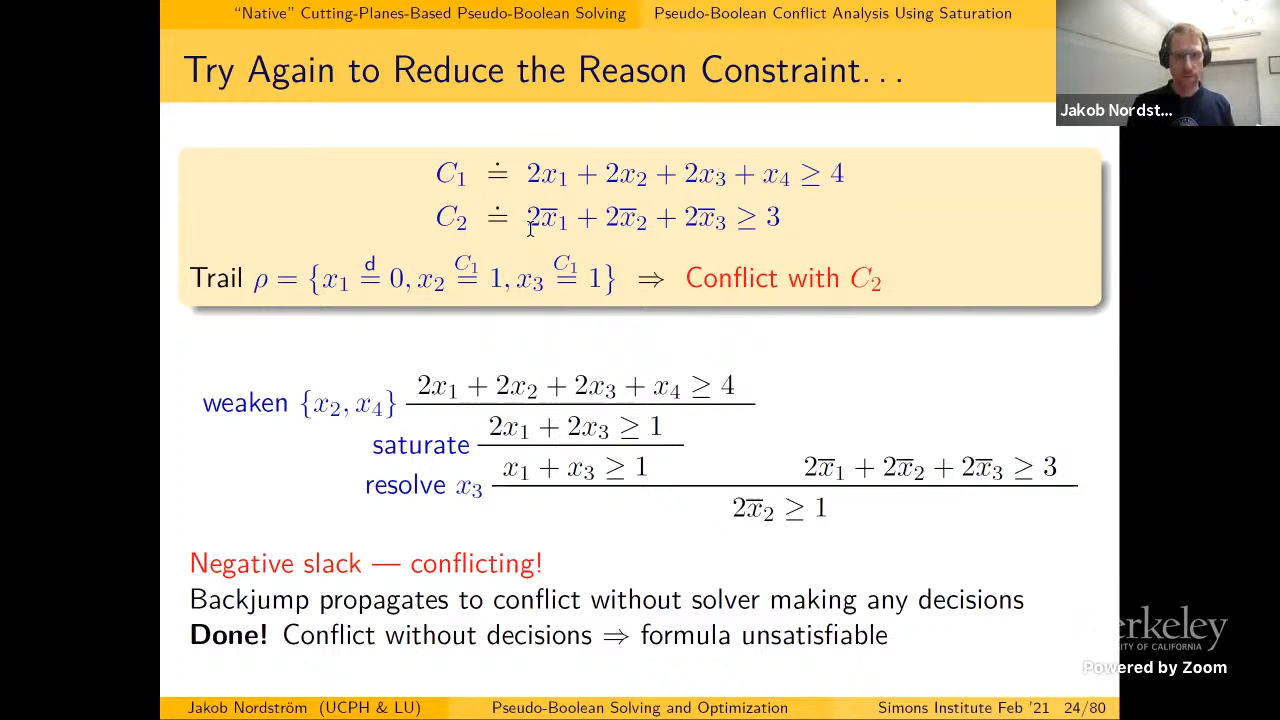 “Native” Cutting-Planes-Based Pseudo-Boolean Solving Pseudo-Boolean Conflict Analysis Using Saturation
Try Again to Reduce the Reason Constraint. . .
Jakob Nordst...
C₁ ≐ 2x₁ + 2x₂ + 2x₃ + x₄ ≥ 4
C₂ ≐ 2x̅₁ + 2x̅₂ + 2x̅₃ ≥ 3
Trail ρ = {x₁ =ᵈ 0, x₂ =^C₁ 1, x₃ =^C₁ 1} ⇒ Conflict with C₂
2x₁ + 2x₂ + 2x₃ + x₄ ≥ 4
weaken {x₂, x₄}
2x₁ + 2x₃ ≥ 1
saturate
x₁ + x₃ ≥ 1 2x̅₁ + 2x̅₂ + 2x̅₃ ≥ 3
resolve x₃
2x̅₂ ≥ 1
Negative slack — conflicting!
Backjump propagates to conflict without solver making any decisions
Done! Conflict without decisions ⇒ formula unsatisfiable
Powered by Zoom
Jakob Nordström (UCPH & LU) Pseudo-Boolean Solving and Optimization Simons Institute Feb ’21 24/80